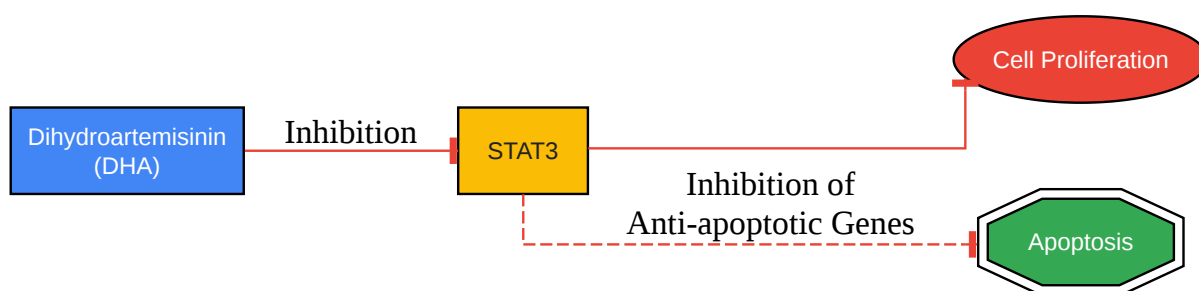 Cell Proliferation
Dihydroartemisinin
(DHA)
Inhibition
STAT3
Inhibition of
Anti-apoptotic Genes
Apoptosis